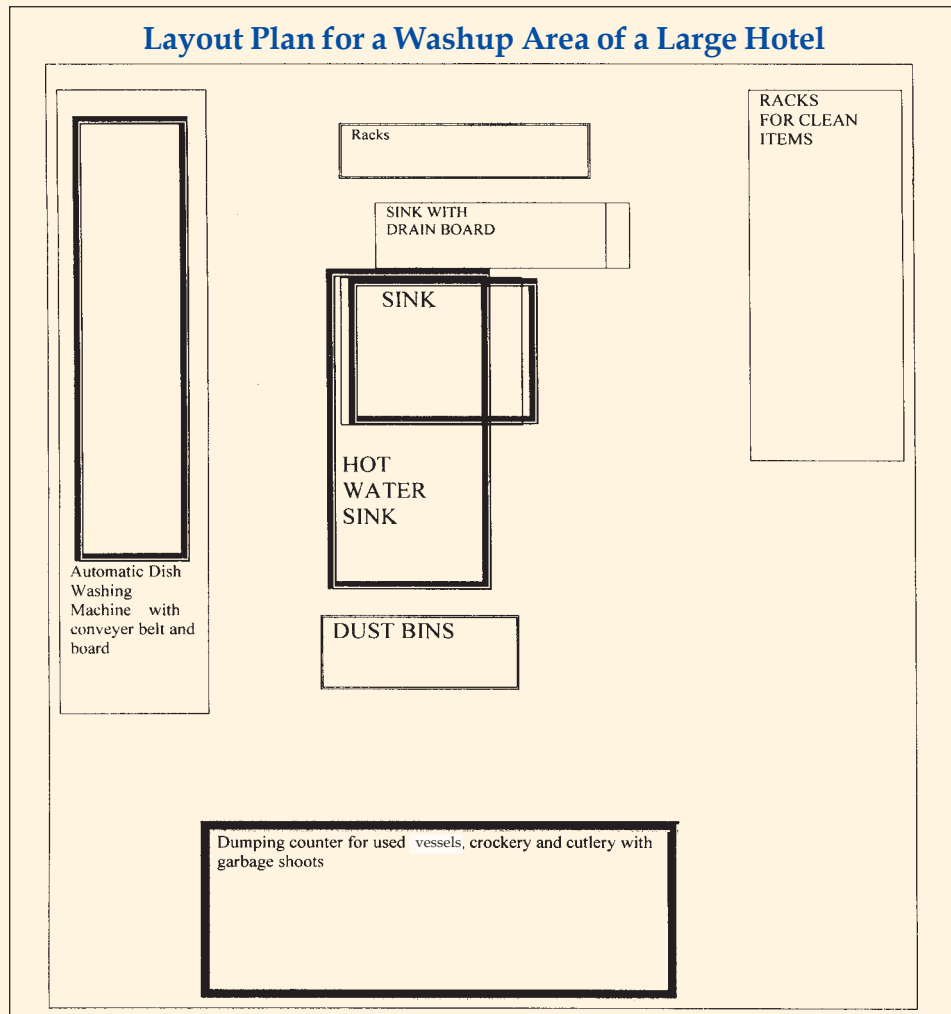 Layout Plan for a Washup Area of a Large Hotel
RACKS
FOR CLEAN
ITEMS
Racks
SINK WITH
DRAIN BOARD
SINK
HOT
WATER
SINK
Automatic Dish
Washing
Machine with
conveyer belt and
board
DUST BINS
Dumping counter for used vessels, crockery and cutlery with
garbage shoots